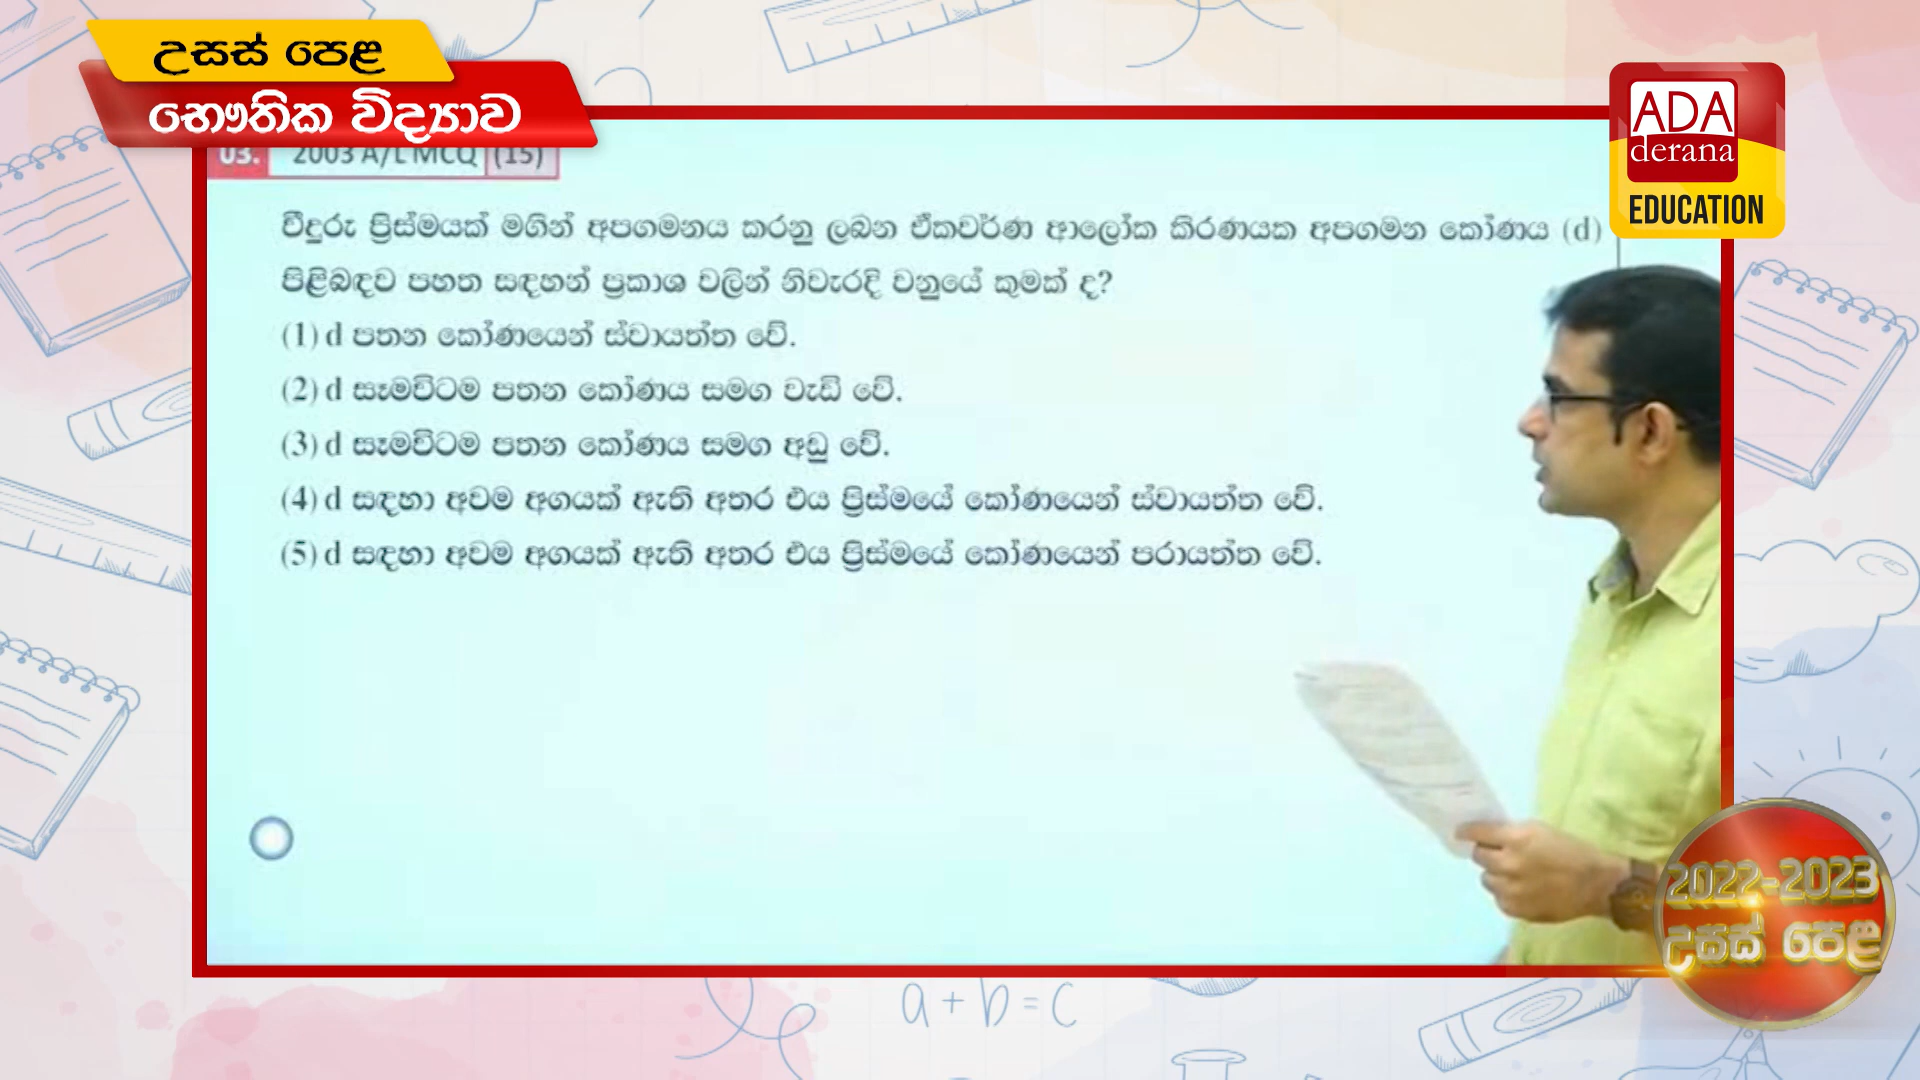 උසස් පෙළ
භෞතික විද්‍යාව
ADA
derana
EDUCATION
03. 2003 A/L MCQ (15)
වීදුරු ප්‍රිස්මයක් මගින් අපගමනය කරනු ලබන ඒකවර්ණ ආලෝක කිරණයක අපගමන කෝණය (d)
පිළිබඳව පහත සඳහන් ප්‍රකාශ වලින් නිවැරදි වනුයේ කුමක් ද?
(1) d පතන කෝණයෙන් ස්වායත්ත වේ.
(2) d සෑමවිටම පතන කෝණය සමග වැඩි වේ.
(3) d සෑමවිටම පතන කෝණය සමග අඩු වේ.
(4) d සඳහා අවම අගයක් ඇති අතර එය ප්‍රිස්මයේ කෝණයෙන් ස්වායත්ත වේ.
(5) d සඳහා අවම අගයක් ඇති අතර එය ප්‍රිස්මයේ කෝණයෙන් පරායත්ත වේ.
2022-2023
උසස් පෙළ
a + b = c